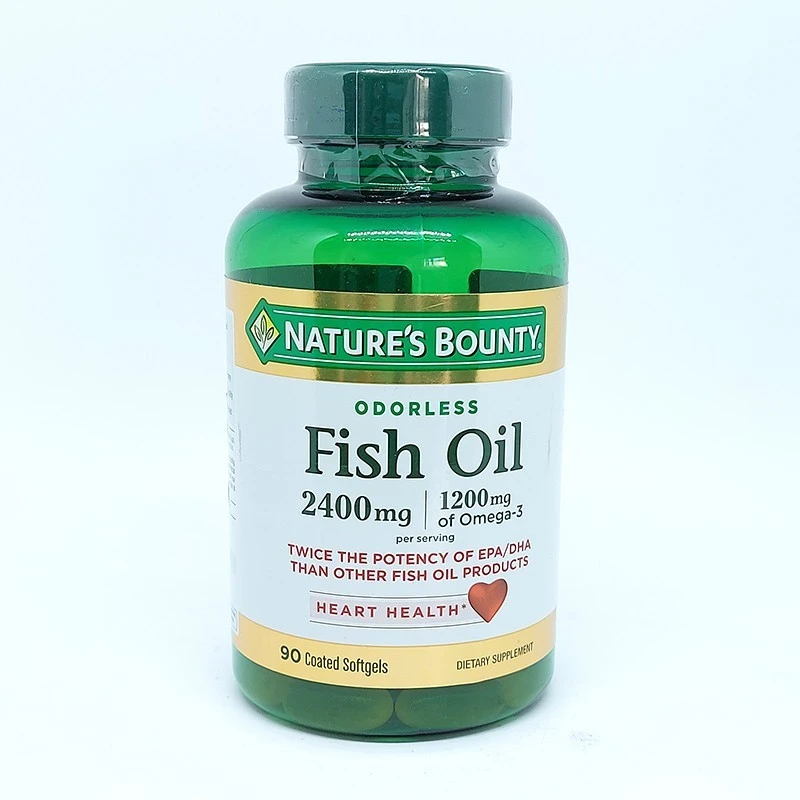 NATURE'S BOUNTY®
ODORLESS
Fish Oil
2400mg | 1200mg
of Omega-3
per serving
TWICE THE POTENCY OF EPA/DHA
THAN OTHER FISH OIL PRODUCTS
HEART HEALTH*
90 Coated Softgels
DIETARY SUPPLEMENT